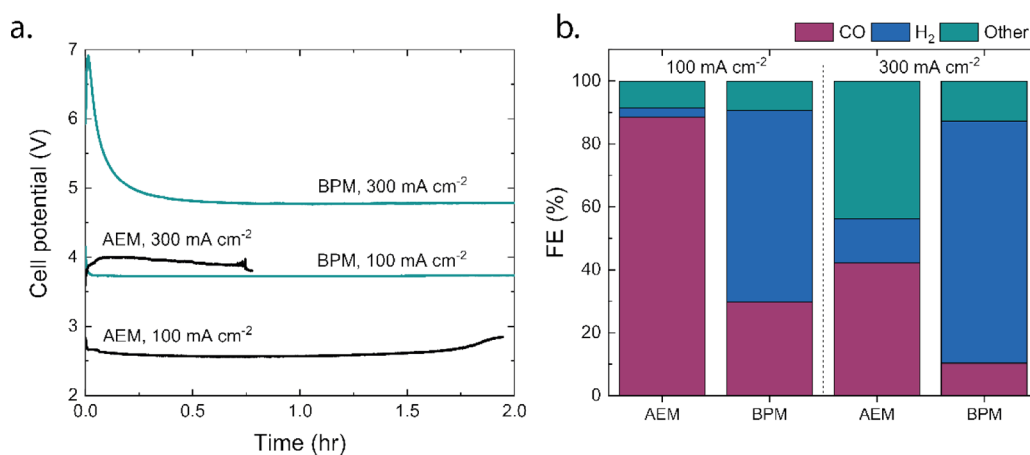 a.
7
6
5
4
3
2
Cell potential (V)
BPM, 300 mA cm⁻²
AEM, 300 mA cm⁻²
BPM, 100 mA cm⁻²
AEM, 100 mA cm⁻²
0.0 0.5 1.0 1.5 2.0
Time (hr)
b.
CO H₂ Other
100 mA cm⁻² 300 mA cm⁻²
100
80
60
40
20
0
FE (%)
AEM BPM AEM BPM